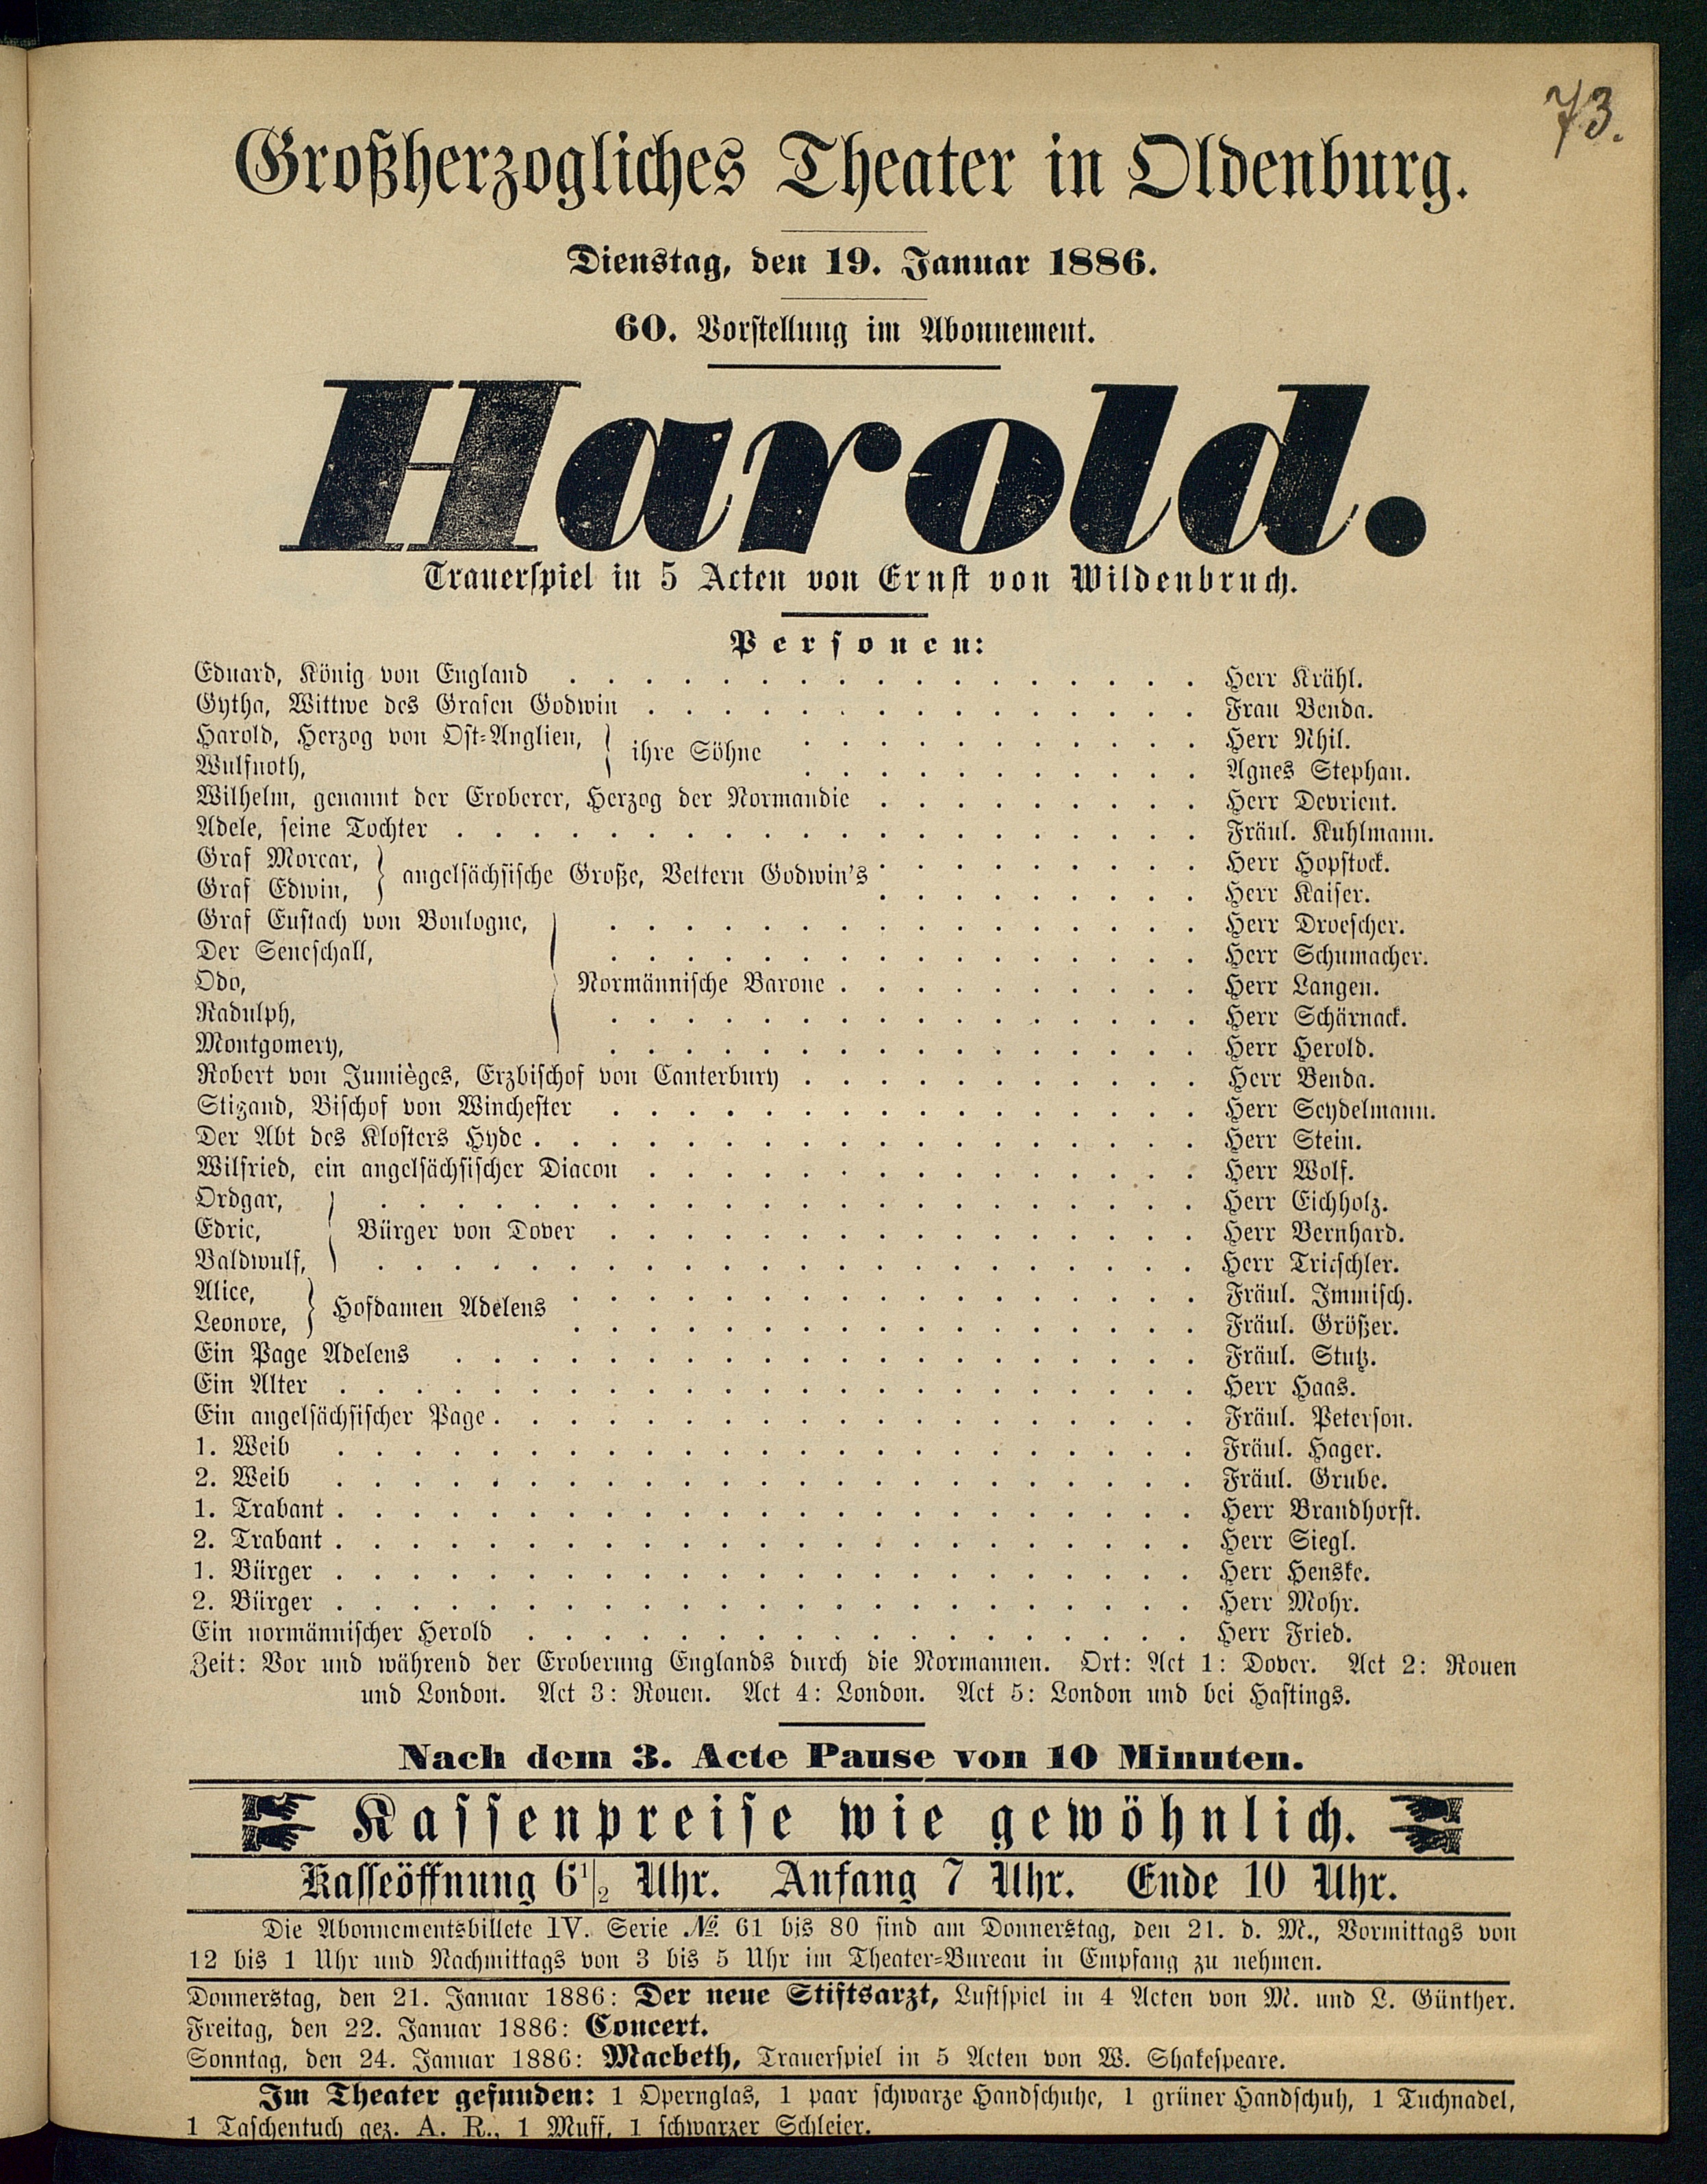 73.
Großherzogliches Theater in Oldenburg.
Dienstag, den 19. Januar 1886.
60. Vorstellung im Abonnement.
Harold.
Trauerspiel in 5 Acten von Ernst von Wildenbruch.
Personen:
Eduard, König von England . . . . . . . . . . . . . . . . . Herr Krähl.
Gytha, Wittwe des Grafen Godwin . . . . . . . . . . . . . . . Herr Benda.
Harold, Herzog von Ost-Anglien, } ihre Söhne . . . . . . . . . . . Herr Nhil.
Wulfnoth, . . . . . . . . . . . Agnes Stephan.
Wilhelm, genannt der Eroberer, Herzog der Normandie . . . . . . . . . Herr Devrient.
Adele, seine Tochter . . . . . . . . . . . . . . . . . . . . Fräul. Kuhlmann.
Graf Morcar, } angelsächsische Große, Vettern Godwin's . . . . . . . . . Herr Hopstock.
Graf Edwin, . . . . . . . . . Herr Kaiser.
Graf Eustach von Boulogne, . . . . . . . . . . . . . . . . Herr Droescher.
Der Seneschall, . . . . . . . . . . . . . . . . Herr Schumacher.
Odo, } Normännische Barone . . . . . . . . . . Herr Langen.
Radulph, . . . . . . . . . . . . . . . . Herr Schärnack.
Montgomery, . . . . . . . . . . . . . . . . Herr Herold.
Robert von Jumièges, Erzbischof von Canterbury . . . . . . . . . . . Herr Benda.
Stigand, Bischof von Winchester . . . . . . . . . . . . . . . . Herr Seydelmann.
Der Abt des Klosters Hyde . . . . . . . . . . . . . . . . . . Herr Stein.
Wilfried, ein angelsächsischer Diacon . . . . . . . . . . . . . . . Herr Wolf.
Ordgar, . . . . . . . . . . . . . . . . . . . . . . Herr Eichholz.
Edric, } Bürger von Dover . . . . . . . . . . . . . . . . Herr Bernhard.
Baldwulf, . . . . . . . . . . . . . . . . . . . . . . Herr Trieschler.
Alice, } Hofdamen Adelens . . . . . . . . . . . . . . . . . Fräul. Immisch.
Leonore, . . . . . . . . . . . . . . . . . Fräul. Größer.
Ein Page Adelens . . . . . . . . . . . . . . . . . . . . Fräul. Stutz.
Ein Alter . . . . . . . . . . . . . . . . . . . . . . . Herr Haas.
Ein angelsächsischer Page . . . . . . . . . . . . . . . . . . . Fräul. Peterson.
1. Weib . . . . . . . . . . . . . . . . . . . . . . . Fräul. Hager.
2. Weib . . . . . . . . . . . . . . . . . . . . . . . Fräul. Grube.
1. Trabant . . . . . . . . . . . . . . . . . . . . . . . Herr Brandhorst.
2. Trabant . . . . . . . . . . . . . . . . . . . . . . . Herr Siegl.
1. Bürger . . . . . . . . . . . . . . . . . . . . . . . Herr Henske.
2. Bürger . . . . . . . . . . . . . . . . . . . . . . . Herr Mohr.
Ein normännischer Herold . . . . . . . . . . . . . . . . . . Herr Fried.
Zeit: Vor und während der Eroberung Englands durch die Normannen. Ort: Act 1: Dover. Act 2: Rouen
und London. Act 3: Rouen. Act 4: London. Act 5: London und bei Hastings.
Nach dem 3. Acte Pause von 10 Minuten.
Kassenpreise wie gewöhnlich.
Kasseöffnung 6 1/2 Uhr. Anfang 7 Uhr. Ende 10 Uhr.
Die Abonnementsbillete IV. Serie № 61 bis 80 sind am Donnerstag, den 21. d. M., Vormittags von
12 bis 1 Uhr und Nachmittags von 3 bis 5 Uhr im Theater-Bureau in Empfang zu nehmen.
Donnerstag, den 21. Januar 1886: Der neue Stiftsarzt, Lustspiel in 4 Acten von M. und L. Günther.
Freitag, den 22. Januar 1886: Concert.
Sonntag, den 24. Januar 1886: Macbeth, Trauerspiel in 5 Acten von W. Shakespeare.
Im Theater gefunden: 1 Opernglas, 1 paar schwarze Handschuhe, 1 grüner Handschuh, 1 Tuchnadel,
1 Taschentuch gez. A. R., 1 Muff, 1 schwarzer Schleier.